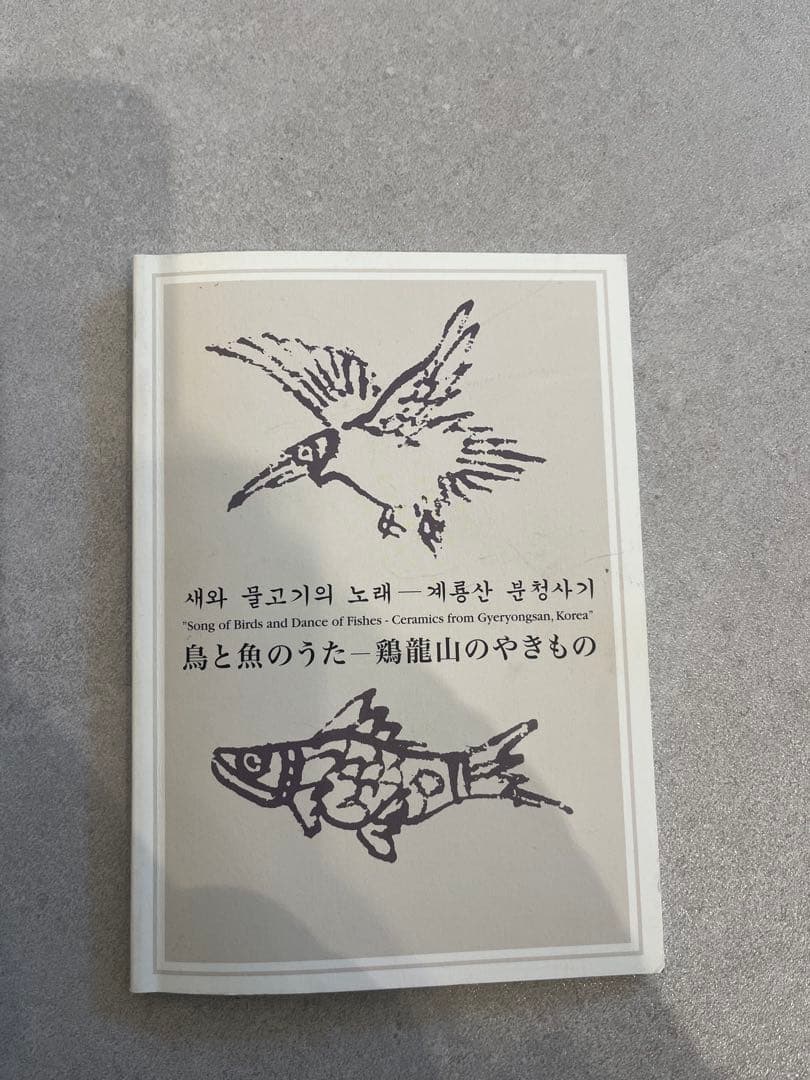 새와 물고기의 노래 — 계룡산 분청사기
"Song of Birds and Dance of Fishes - Ceramics from Gyeryongsan, Korea"
鳥と魚のうた — 鶏龍山のやきもの